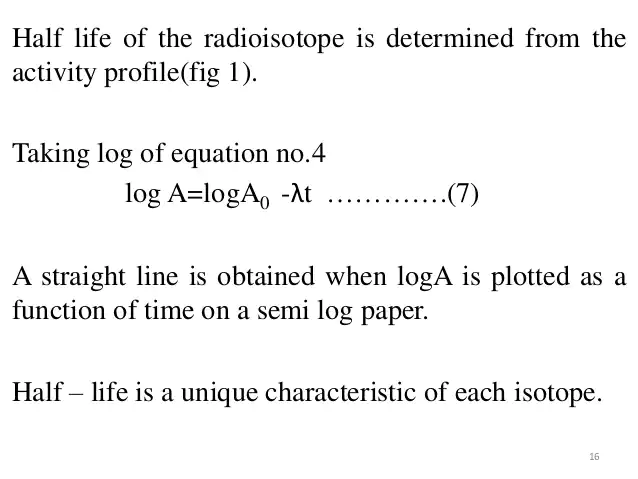 Half life of the radioisotope is determined from the
activity profile(fig 1).
Taking log of equation no.4
log A=logA₀ -λt ………….(7)
A straight line is obtained when logA is plotted as a
function of time on a semi log paper.
Half – life is a unique characteristic of each isotope.
16